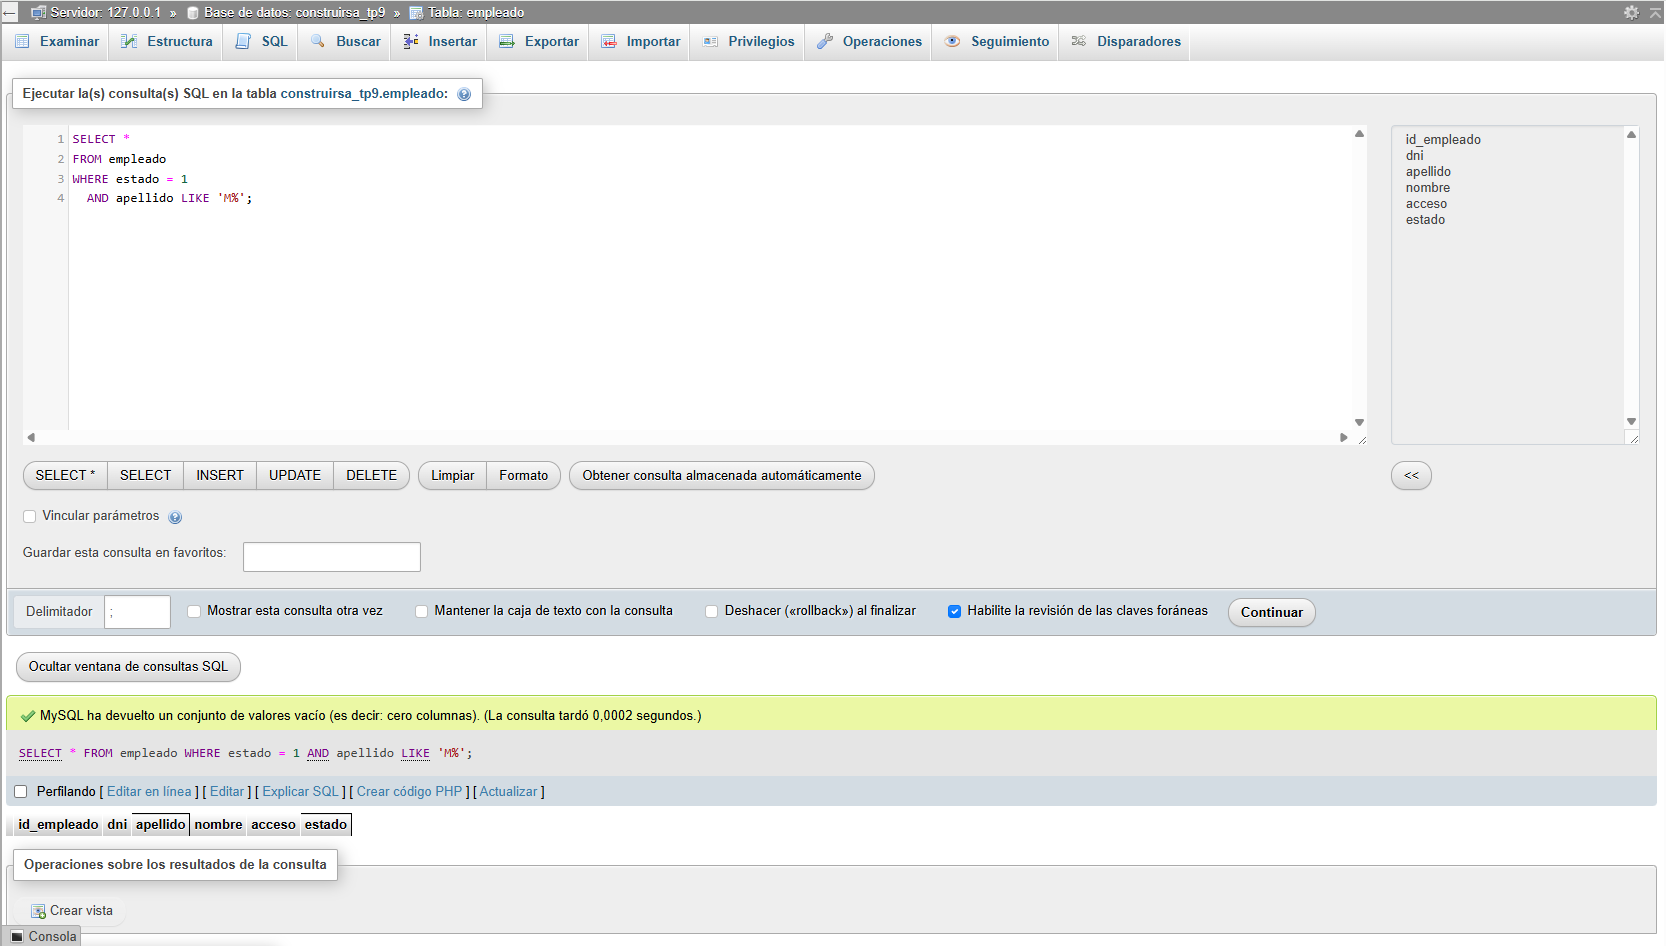 Servidor: 127.0.0.1 » Base de datos: construirsa_tp9 » Tabla: empleado
Examinar Estructura SQL Buscar Insertar Exportar Importar Privilegios Operaciones Seguimiento Disparadores
Ejecutar la(s) consulta(s) SQL en la tabla construirsa_tp9.empleado:
1 SELECT *
2 FROM empleado
3 WHERE estado = 1
4 AND apellido LIKE 'M%';
id_empleado
dni
apellido
nombre
acceso
estado
SELECT * SELECT INSERT UPDATE DELETE Limpiar Formato Obtener consulta almacenada automáticamente <<
Vincular parámetros
Guardar esta consulta en favoritos:
Delimitador ; Mostrar esta consulta otra vez Mantener la caja de texto con la consulta Deshacer («rollback») al finalizar Habilite la revisión de las claves foráneas Continuar
Ocultar ventana de consultas SQL
MySQL ha devuelto un conjunto de valores vacío (es decir: cero columnas). (La consulta tardó 0,0002 segundos.)
SELECT * FROM empleado WHERE estado = 1 AND apellido LIKE 'M%';
Perfilando [ Editar en línea ] [ Editar ] [ Explicar SQL ] [ Crear código PHP ] [ Actualizar ]
id_empleado dni apellido nombre acceso estado
Operaciones sobre los resultados de la consulta
Crear vista
Consola